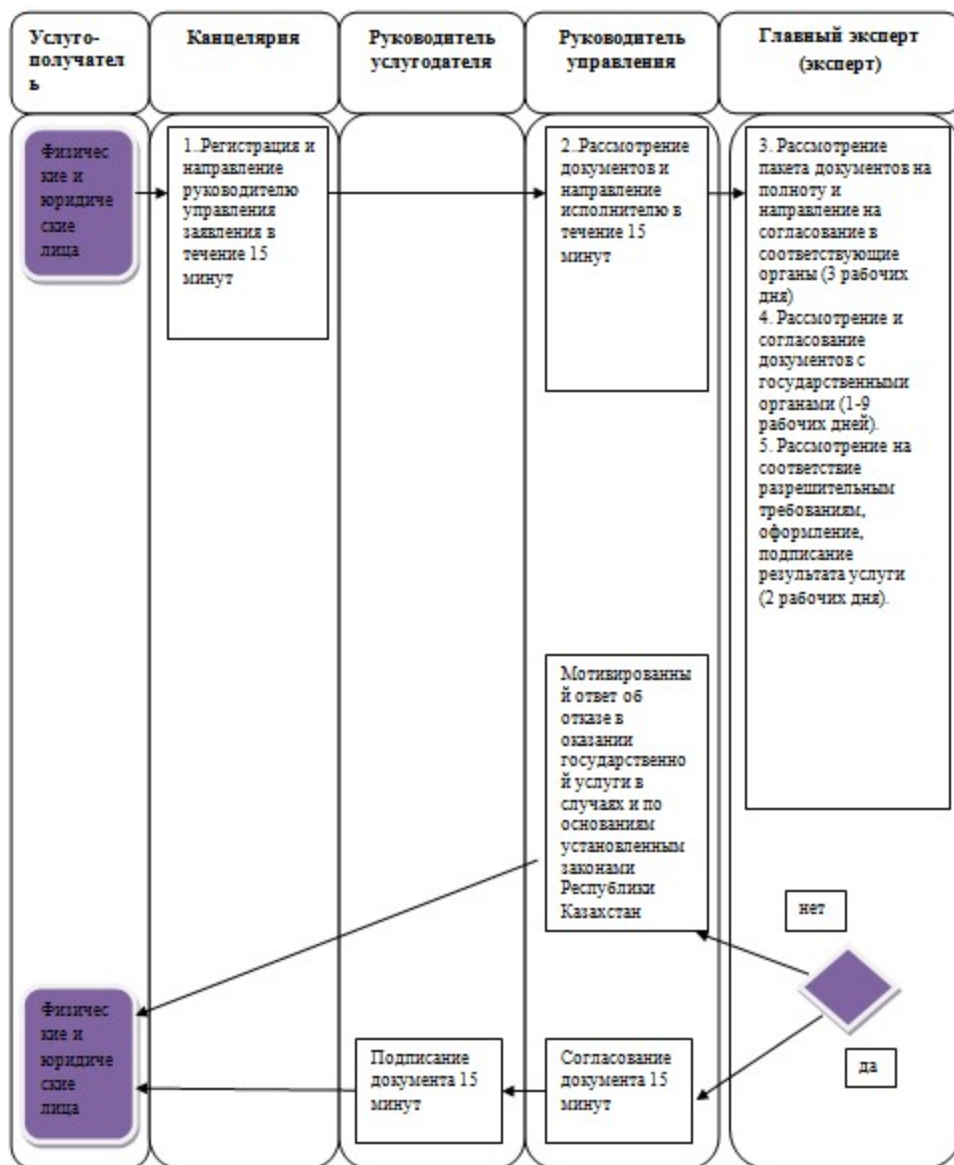 Услуго-
получател
ь
Канцелярия
Руководитель
услугодателя
Руководитель
управления
Главный эксперт
(эксперт)
Физичес
кие и
юридиче
ские
лица
1. Регистрация и
направление
руководителю
управления
заявления в
течение 15
минут
2. Рассмотрение
документов и
направление
исполнителю в
течение 15
минут
3. Рассмотрение
пакета документов на
полноту и
направление на
согласование в
соответствующие
органы (3 рабочих
дня)
4. Рассмотрение и
согласование
документов с
государственными
органами (1-9
рабочих дней).
5. Рассмотрение на
соответствие
разрешительным
требованиям,
оформление,
подписание
результата услуги
(2 рабочих дня).
Мотивированны
й ответ об
отказе в
оказании
государственно
й услуги в
случаях и по
основаниям
установленным
законами
Республики
Казахстан
нет
да
Физичес
кие и
юридиче
ские
лица
Подписание
документа 15
минут
Согласование
документа 15
минут